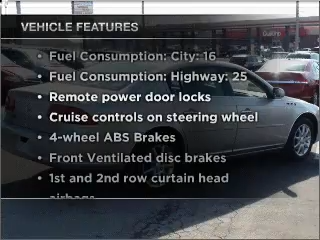 VEHICLE FEATURES
• Fuel Consumption: City: 16
• Fuel Consumption: Highway: 25
• Remote power door locks
• Cruise controls on steering wheel
• 4-wheel ABS Brakes
• Front Ventilated disc brakes
• 1st and 2nd row curtain head
airbags